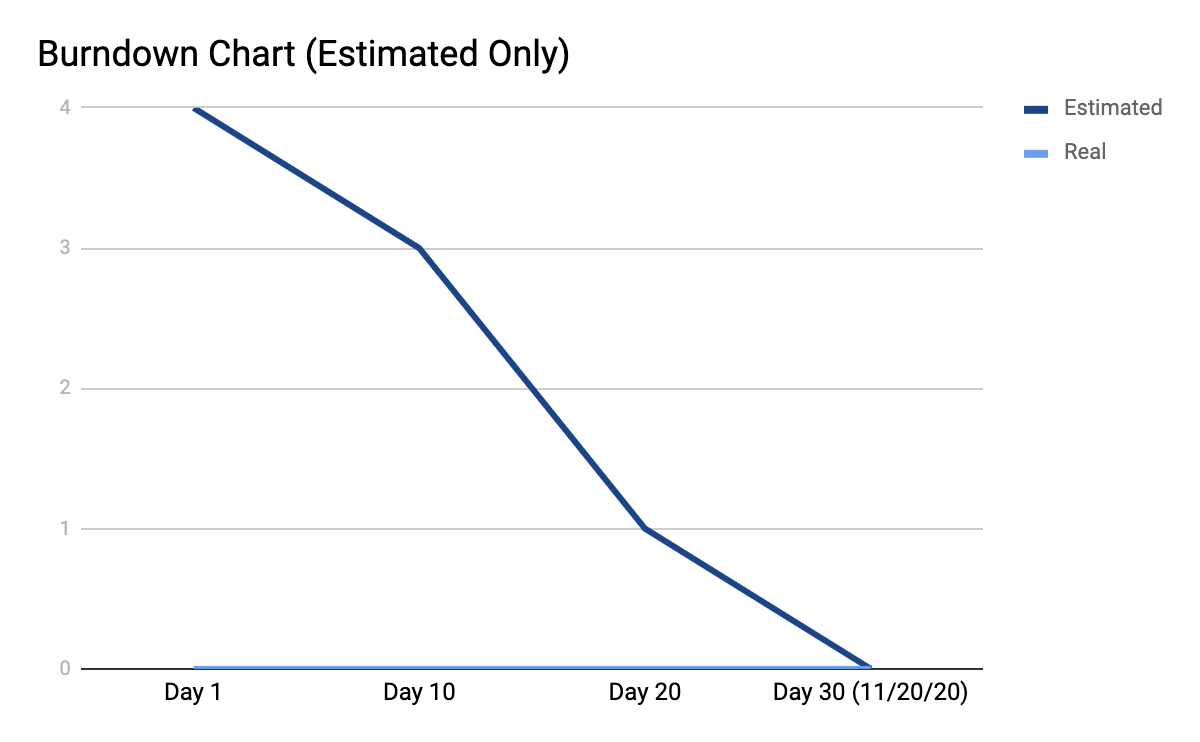 Burndown Chart (Estimated Only)
4
3
2
1
0
Day 1
Day 10
Day 20
Day 30 (11/20/20)
Estimated
Real